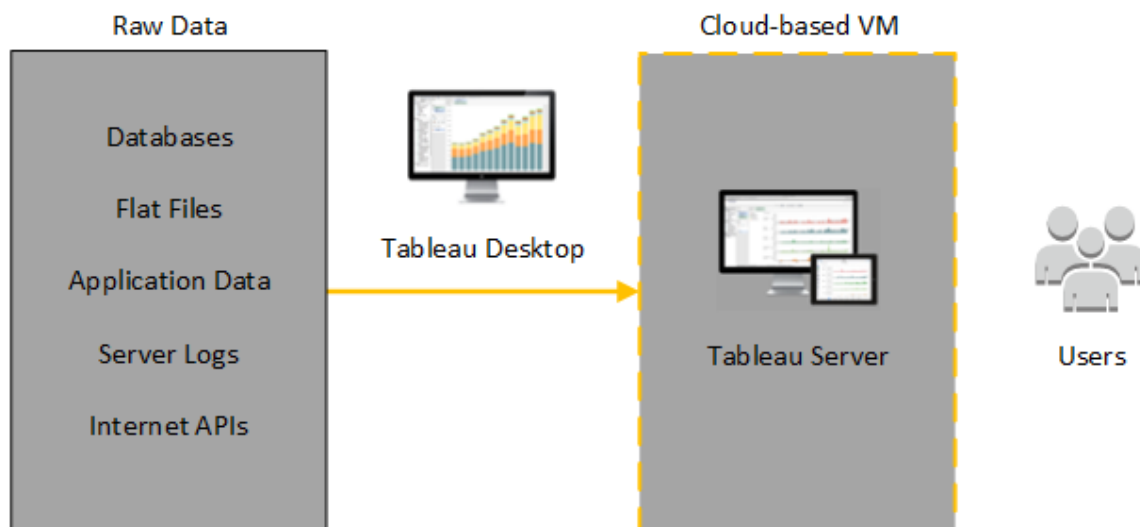 Raw Data
Databases
Flat Files
Application Data
Server Logs
Internet APIs
Tableau Desktop
Cloud-based VM
Tableau Server
Users